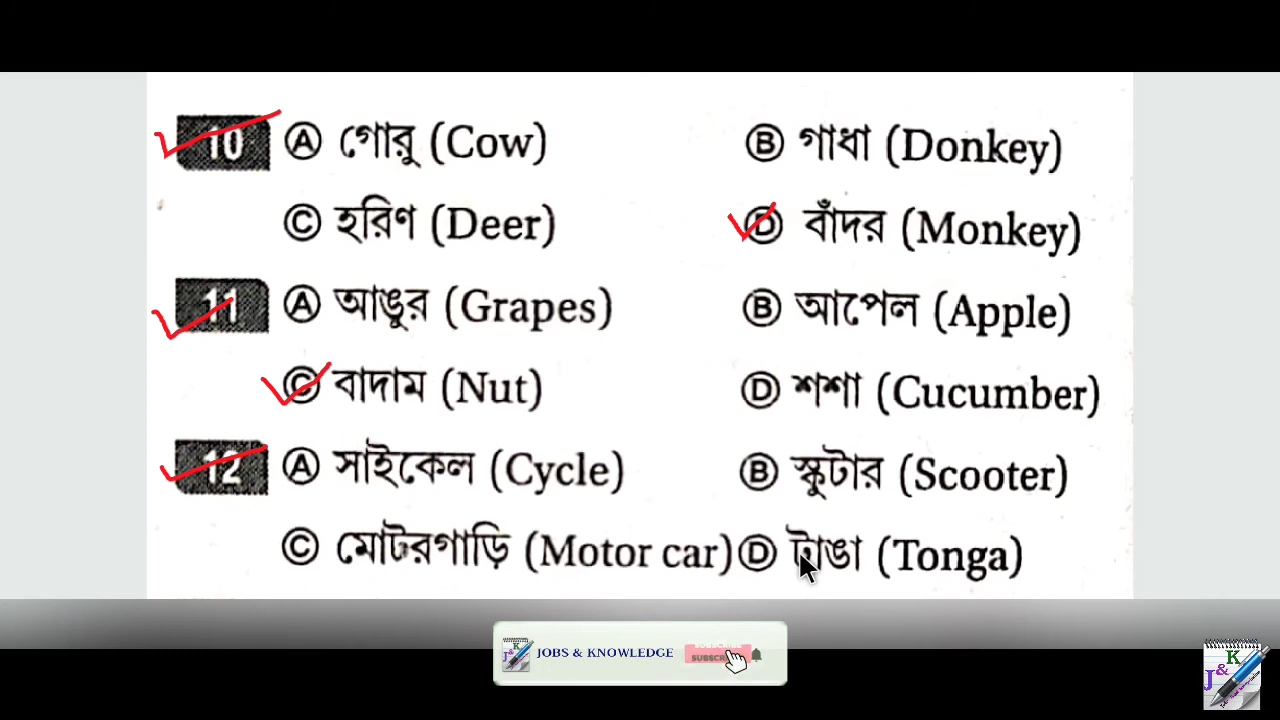 10 Ⓐ গোরু (Cow) Ⓑ গাধা (Donkey)
Ⓒ হরিণ (Deer) Ⓓ বাঁদর (Monkey)
11 Ⓐ আঙুর (Grapes) Ⓑ আপেল (Apple)
Ⓒ বাদাম (Nut) Ⓓ শশা (Cucumber)
12 Ⓐ সাইকেল (Cycle) Ⓑ স্কুটার (Scooter)
Ⓒ মোটরগাড়ি (Motor car) Ⓓ টাঙা (Tonga)
J&K JOBS & KNOWLEDGE
J&K